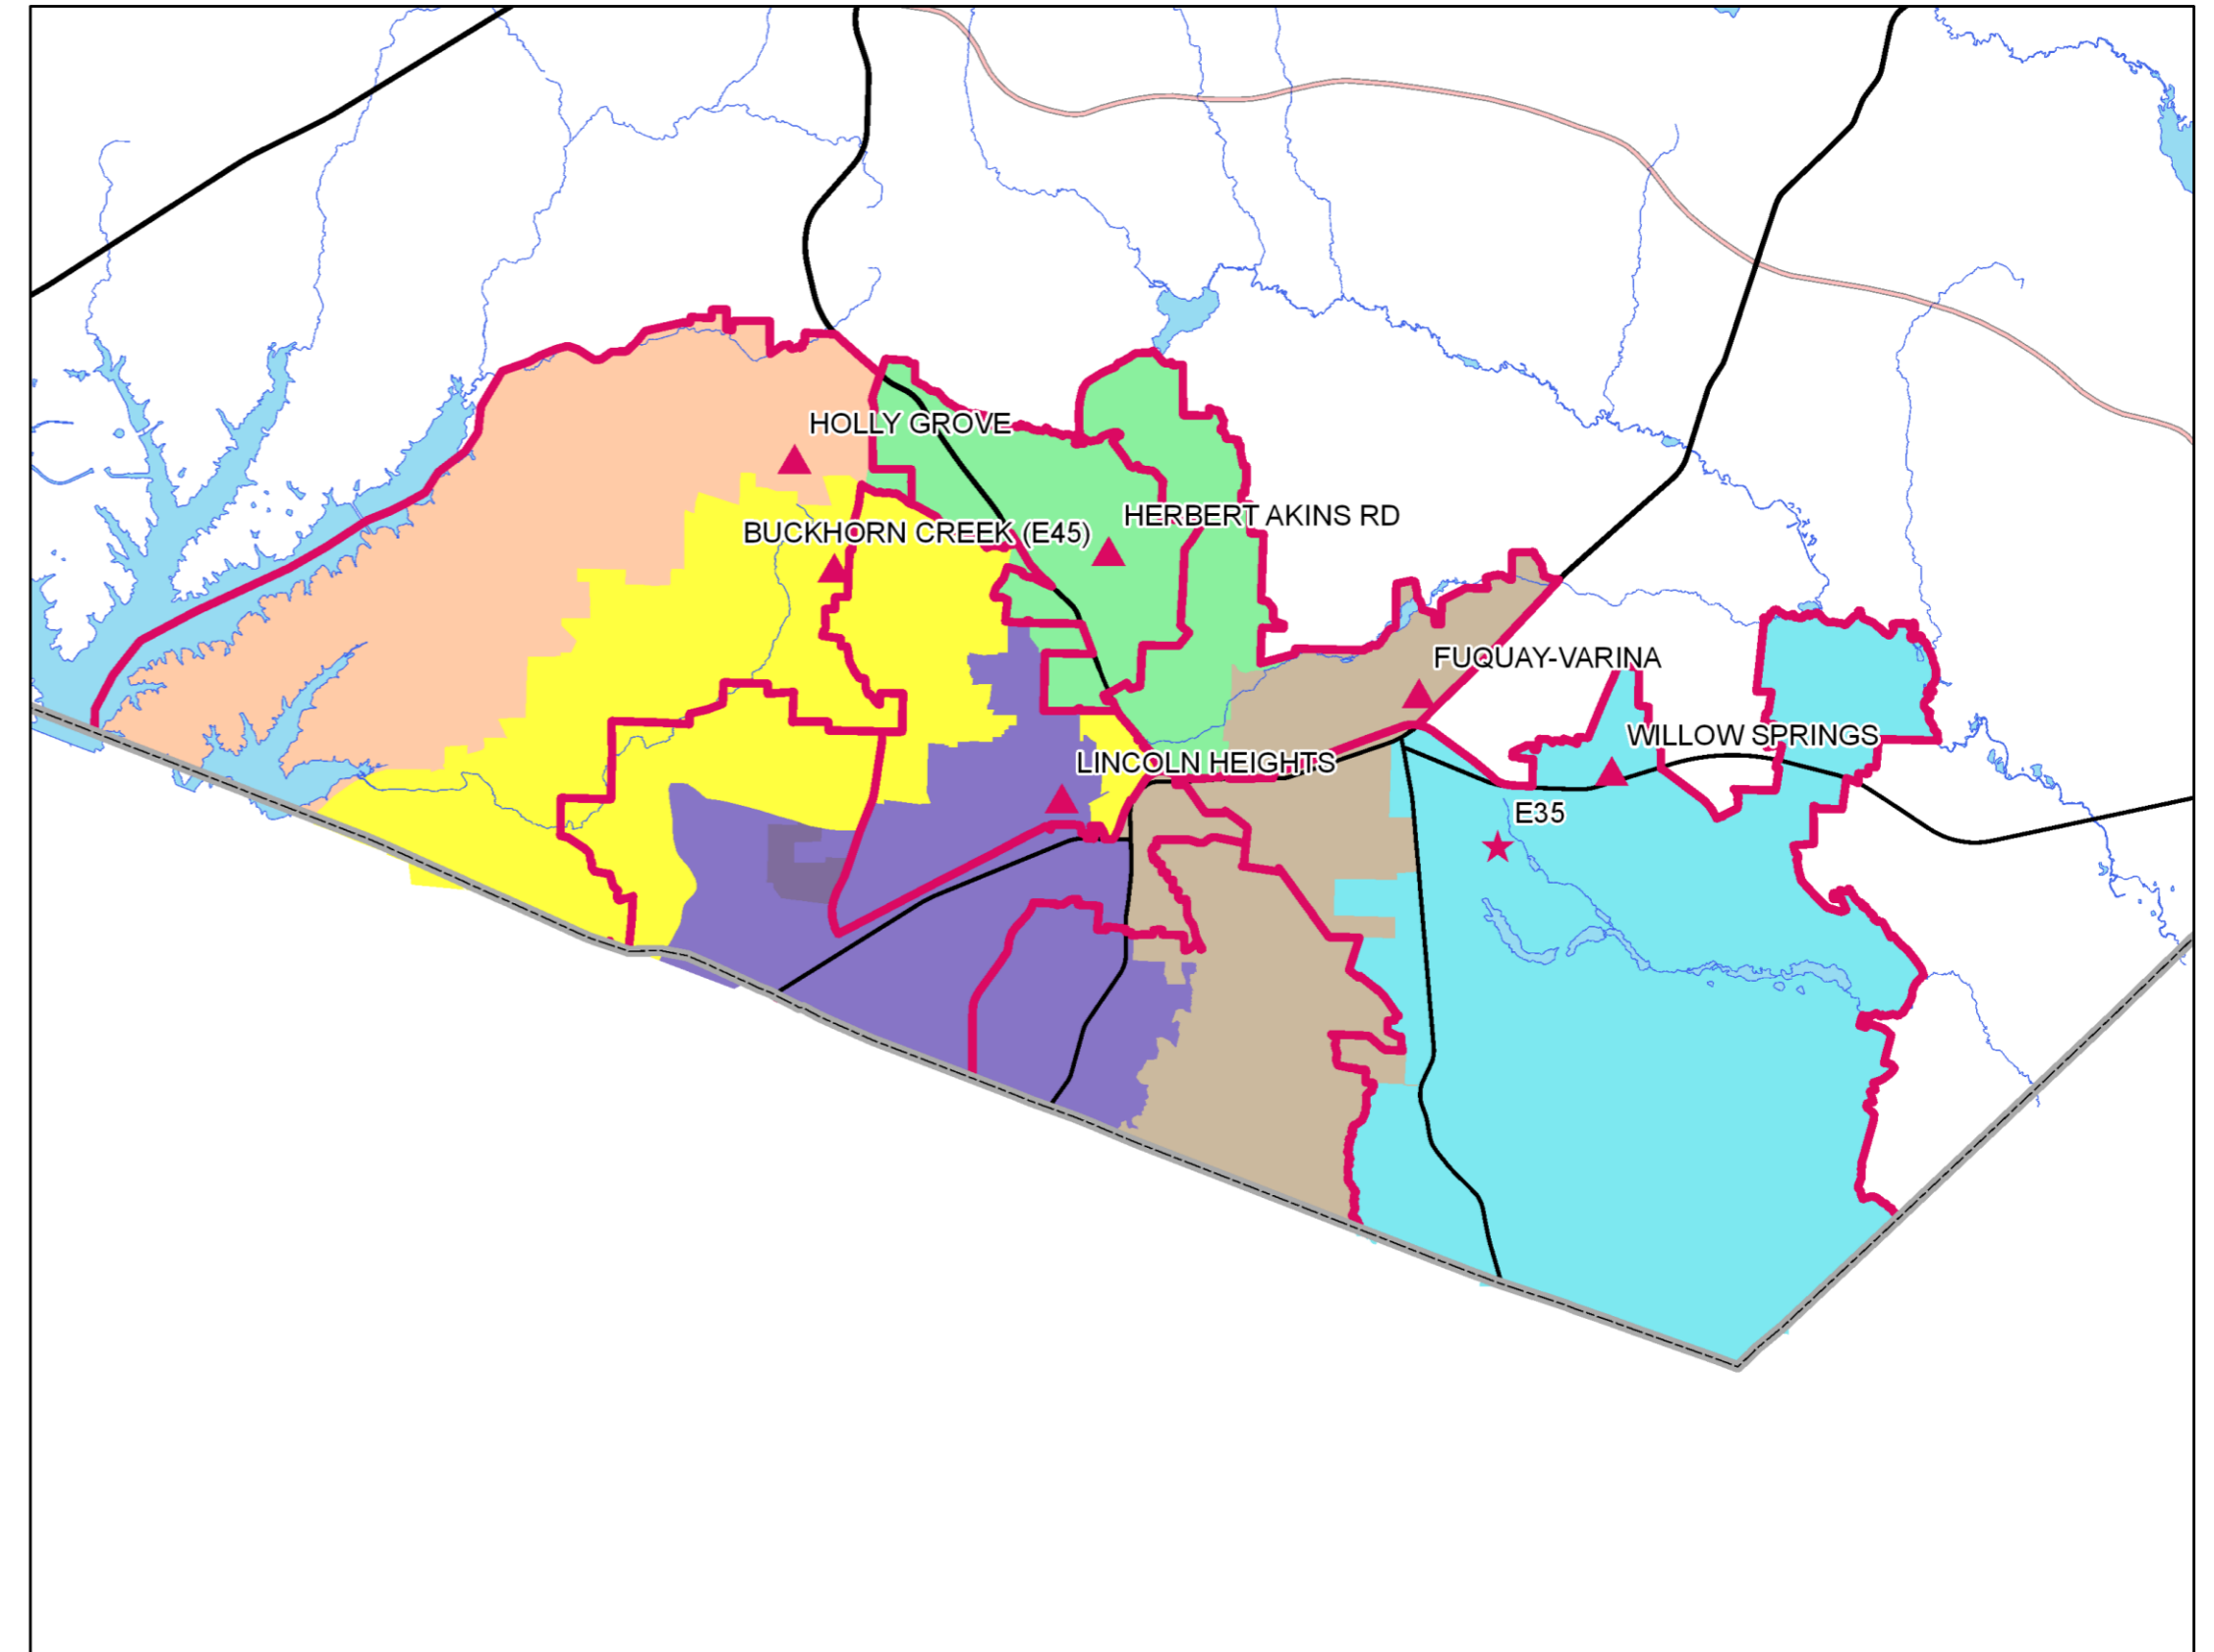 HOLLY GROVE
HERBERT AKINS RD
BUCKHORN CREEK (E45)
FUQUAY-VARINA
WILLOW SPRINGS
LINCOLN HEIGHTS
E35